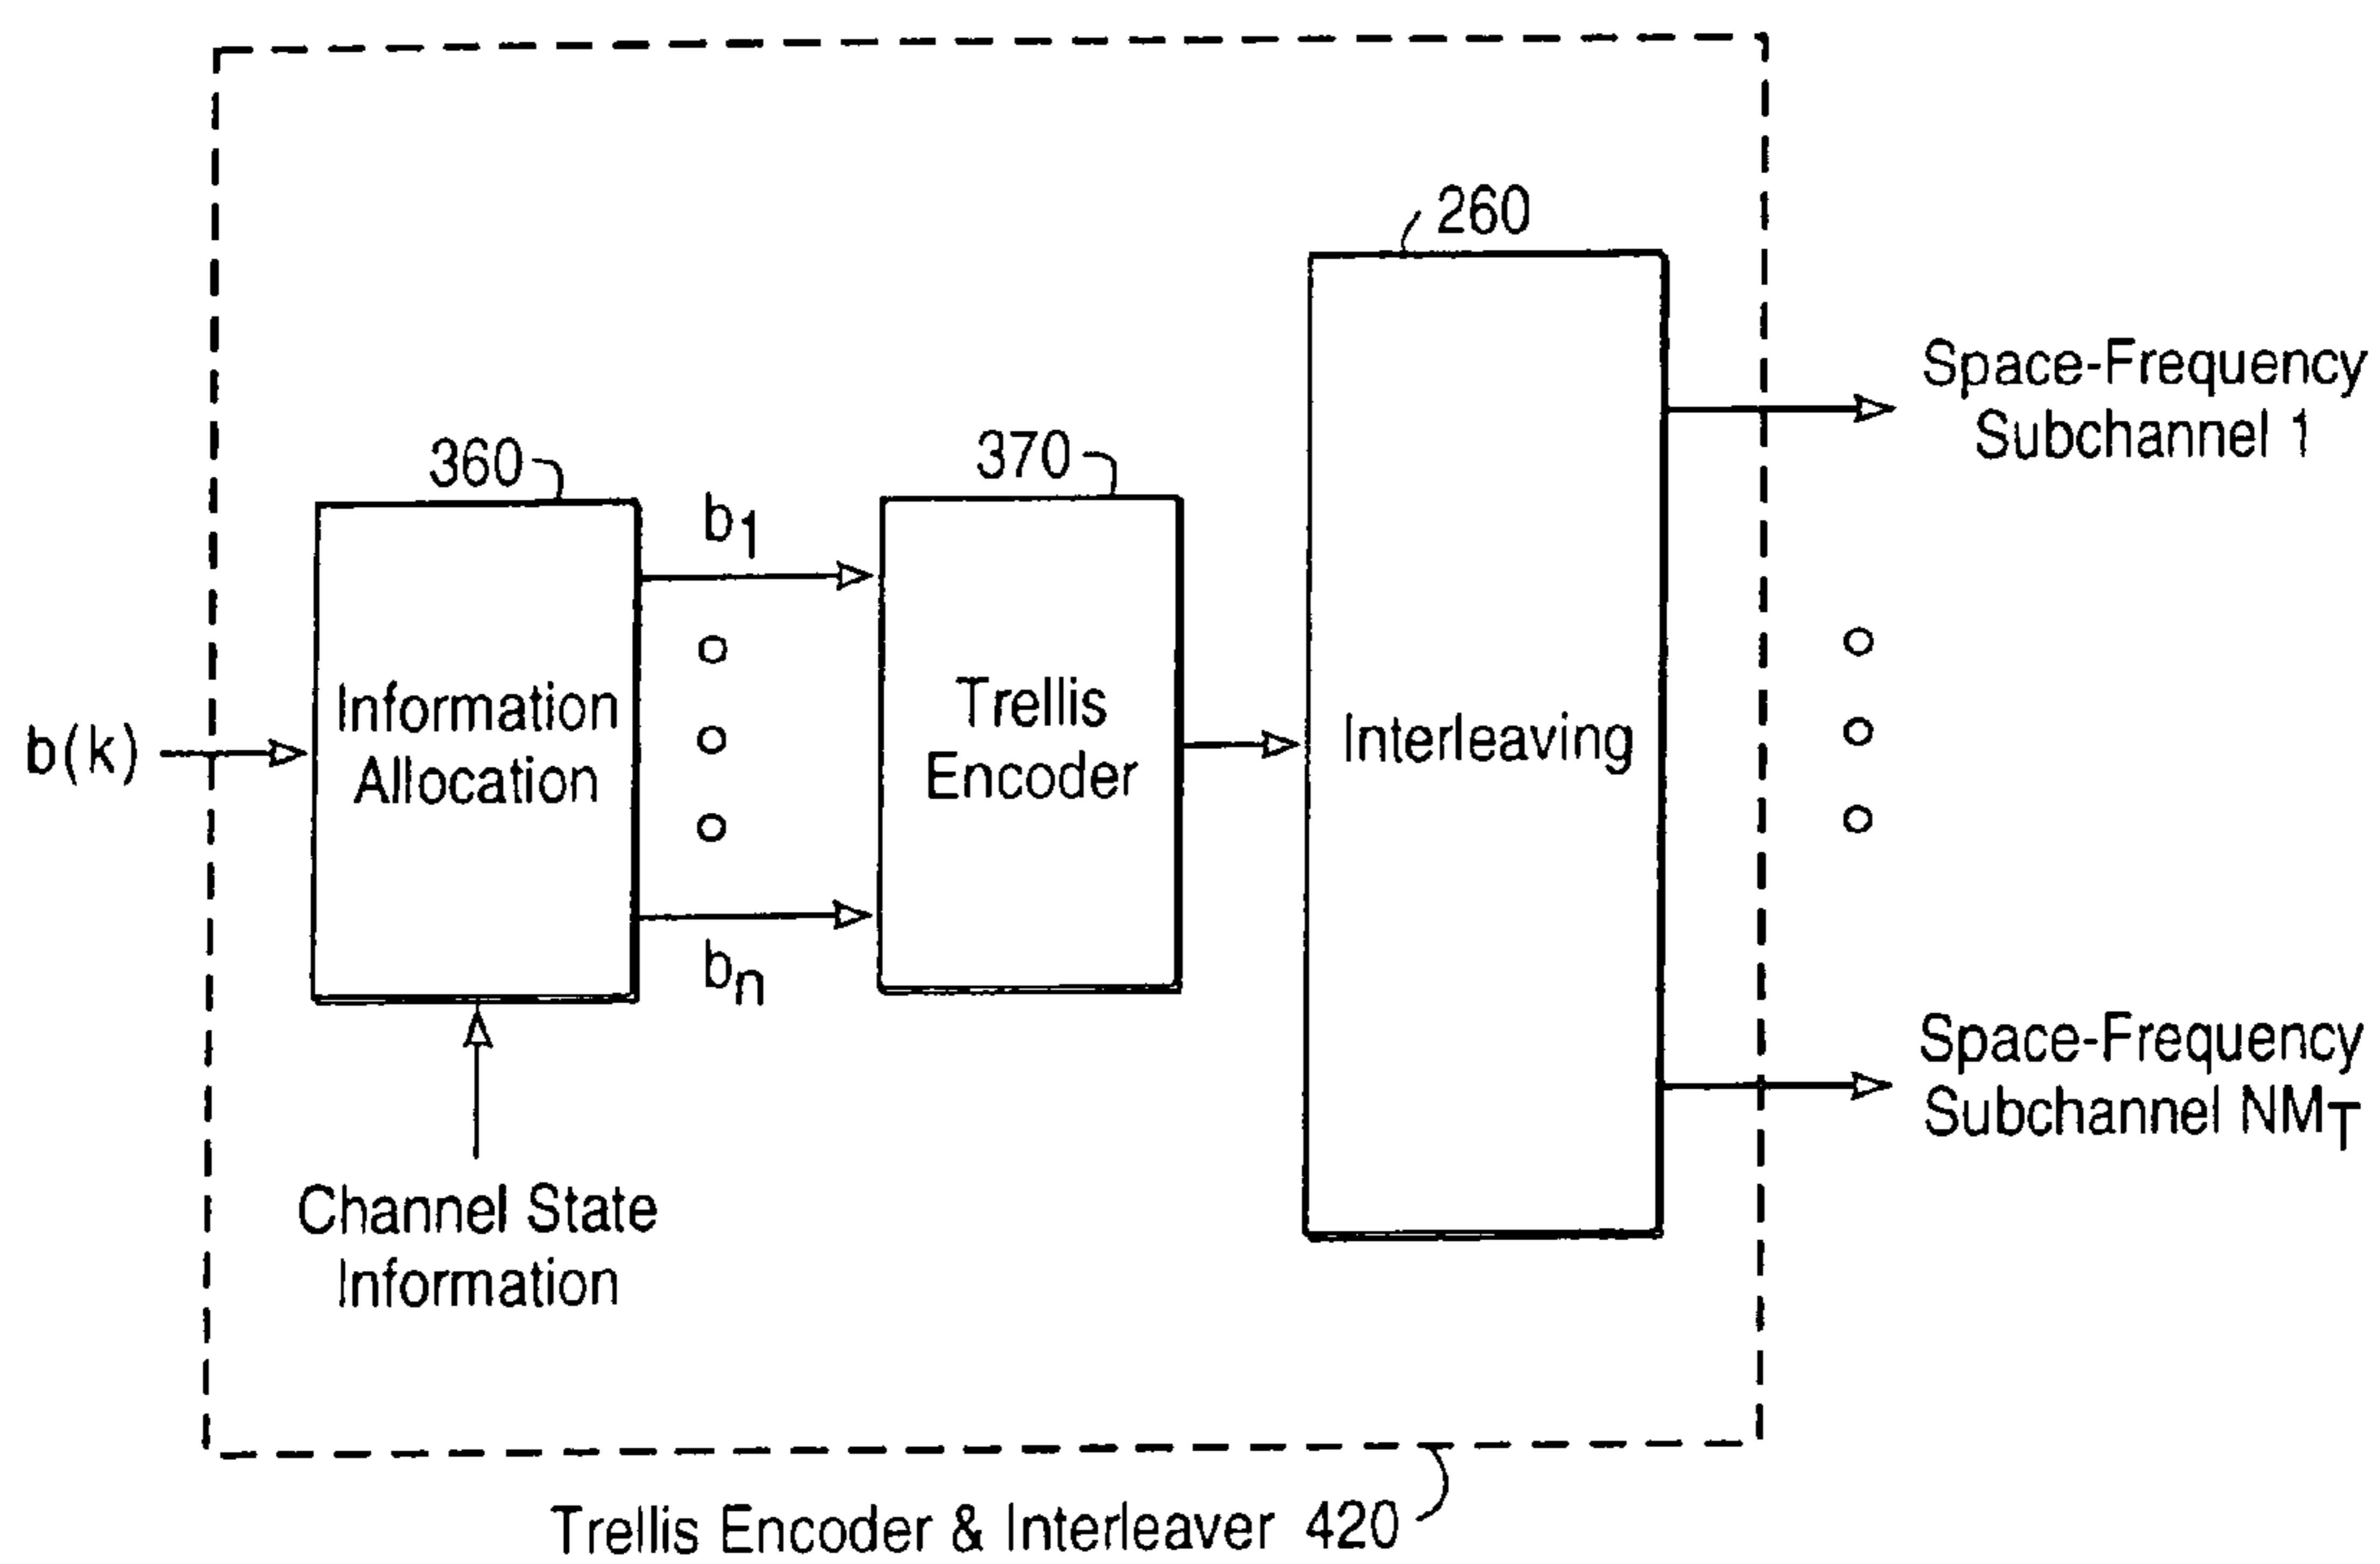 260
Space-Frequency
Subchannel 1
360
370
b1
b(k)
Information
Allocation
Trellis
Encoder
Interleaving
bn
Space-Frequency
Subchannel NMT
Channel State
Information
Trellis Encoder & Interleaver 420